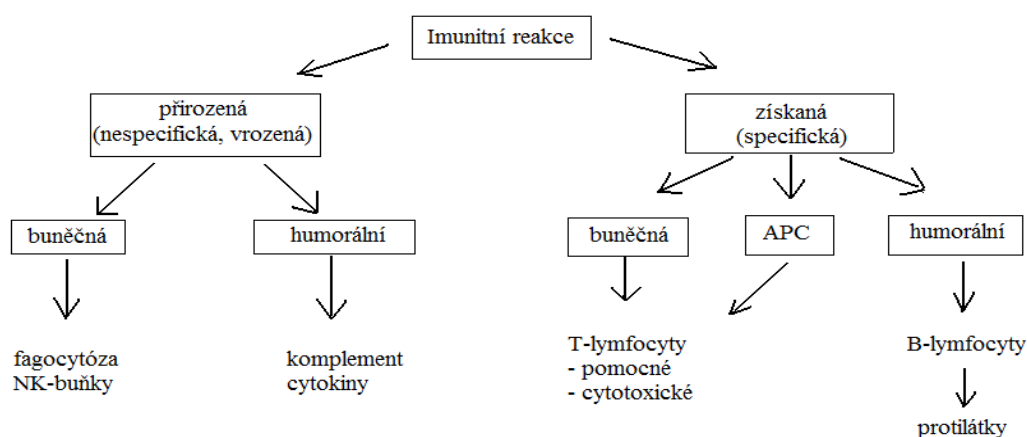 Imunitní reakce
přirozená
(nespecifická, vrozená)
získaná
(specifická)
buněčná
humorální
buněčná
APC
humorální
fagocytóza
NK-buňky
komplement
cytokiny
T-lymfocyty
- pomocné
- cytotoxické
B-lymfocyty
protilátky